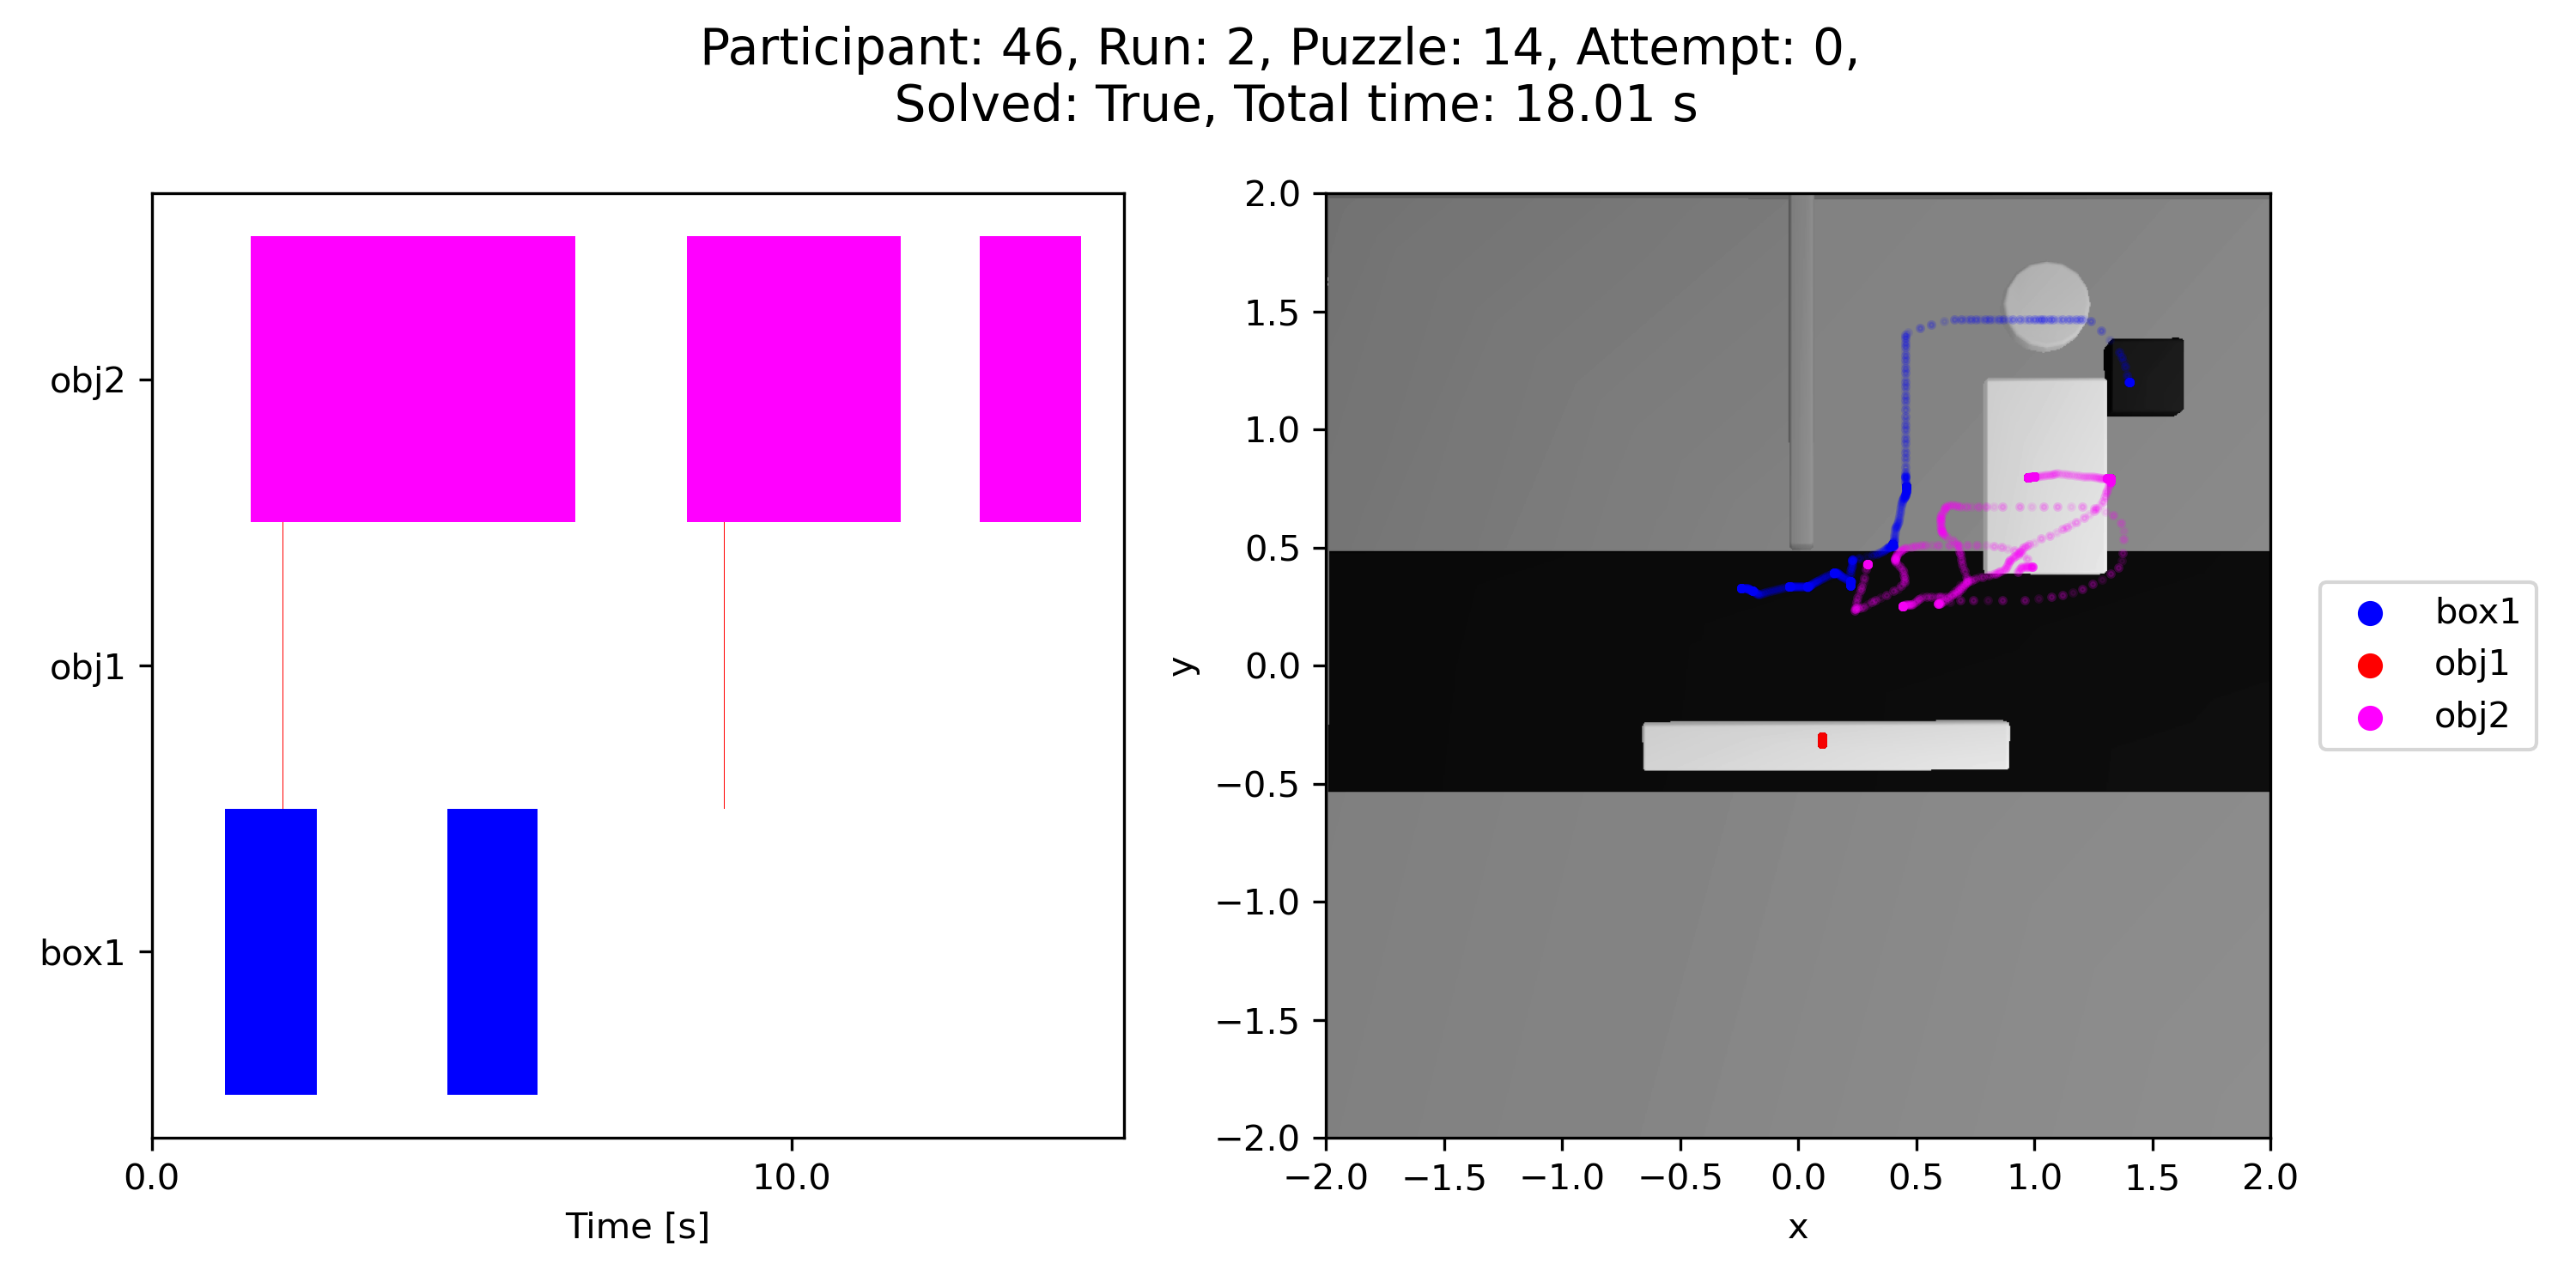 Participant: 46, Run: 2, Puzzle: 14, Attempt: 0,
Solved: True, Total time: 18.01 s
obj2
obj1
box1
0.0
10.0
Time [s]
2.0
1.5
1.0
0.5
0.0
−0.5
−1.0
−1.5
−2.0
y
−2.0
−1.5
−1.0
−0.5
0.0
0.5
1.0
1.5
2.0
x
box1
obj1
obj2